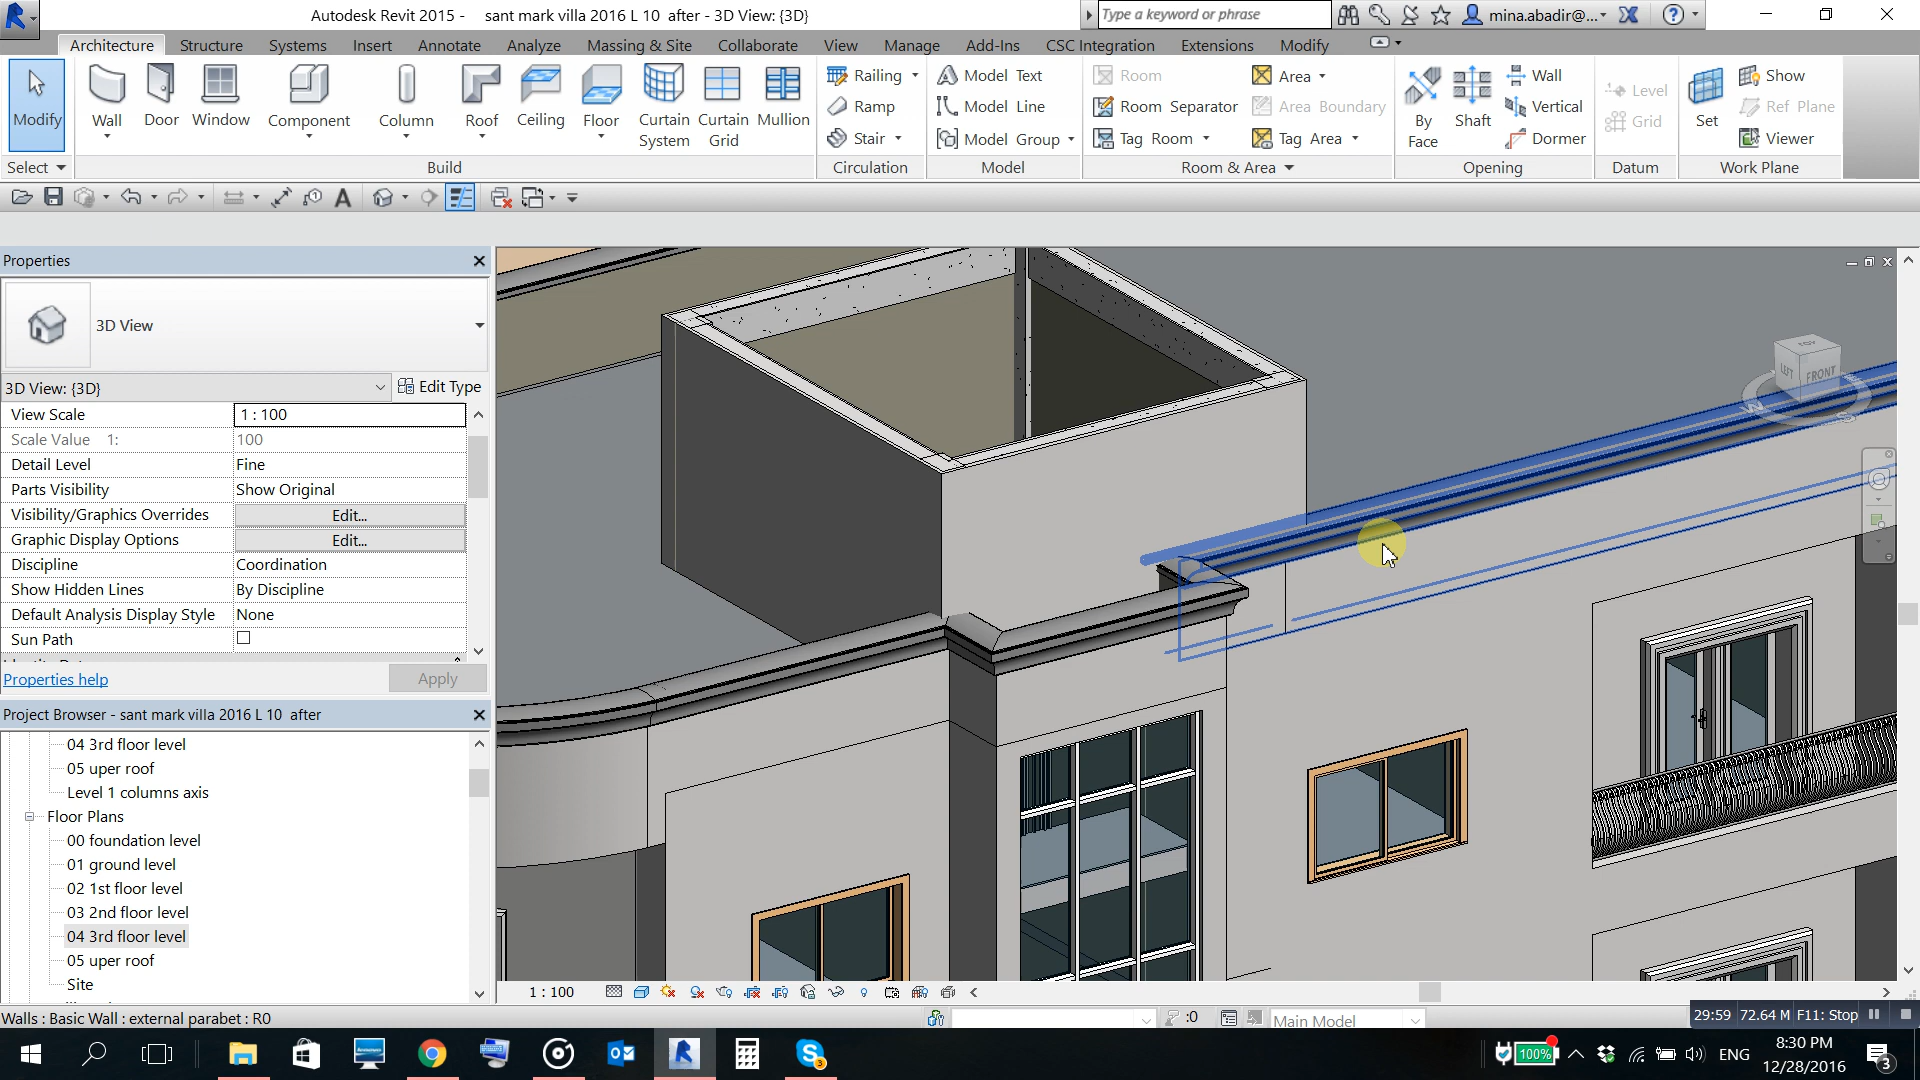 Autodesk Revit 2015 - sant mark villa 2016 L 10 after - 3D View: {3D}
Type a keyword or phrase
mina.abadir@...
Architecture Structure Systems Insert Annotate Analyze Massing & Site Collaborate View Manage Add-Ins CSC Integration Extensions Modify
Modify
Wall Door Window Component Column Roof Ceiling Floor Curtain System Curtain Grid Mullion
Railing
Ramp
Stair
Model Text
Model Line
Model Group
Room
Room Separator
Tag Room
Area
Area Boundary
Tag Area
By Face
Shaft
Wall
Vertical
Dormer
Level
Grid
Set
Show
Ref Plane
Viewer
Select Build Circulation Model Room & Area Opening Datum Work Plane
Properties
3D View
3D View: {3D} Edit Type
View Scale 1 : 100
Scale Value 1: 100
Detail Level Fine
Parts Visibility Show Original
Visibility/Graphics Overrides Edit...
Graphic Display Options Edit...
Discipline Coordination
Show Hidden Lines By Discipline
Default Analysis Display Style None
Sun Path
Properties help Apply
Project Browser - sant mark villa 2016 L 10 after
04 3rd floor level
05 uper roof
Level 1 columns axis
Floor Plans
00 foundation level
01 ground level
02 1st floor level
03 2nd floor level
04 3rd floor level
05 uper roof
Site
TOP
LEFT
FRONT
W
S
1 : 100
Walls : Basic Wall : external parabet : R0
:0
Main Model
29:59 72.64 M F11: Stop
100%
3
ENG
8:30 PM
12/28/2016
3